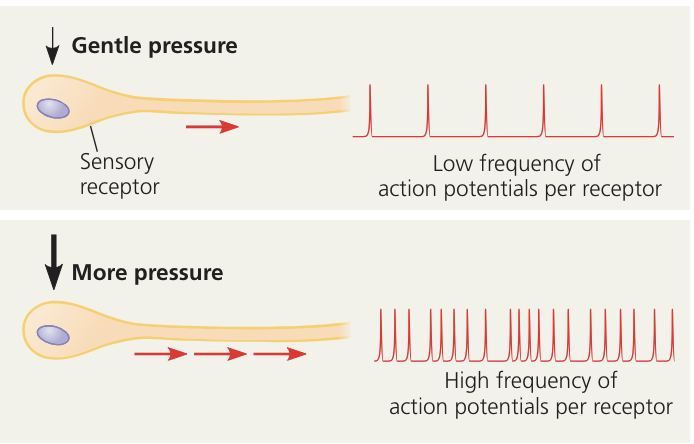 Gentle pressure
Sensory
receptor
Low frequency of
action potentials per receptor
More pressure
High frequency of
action potentials per receptor